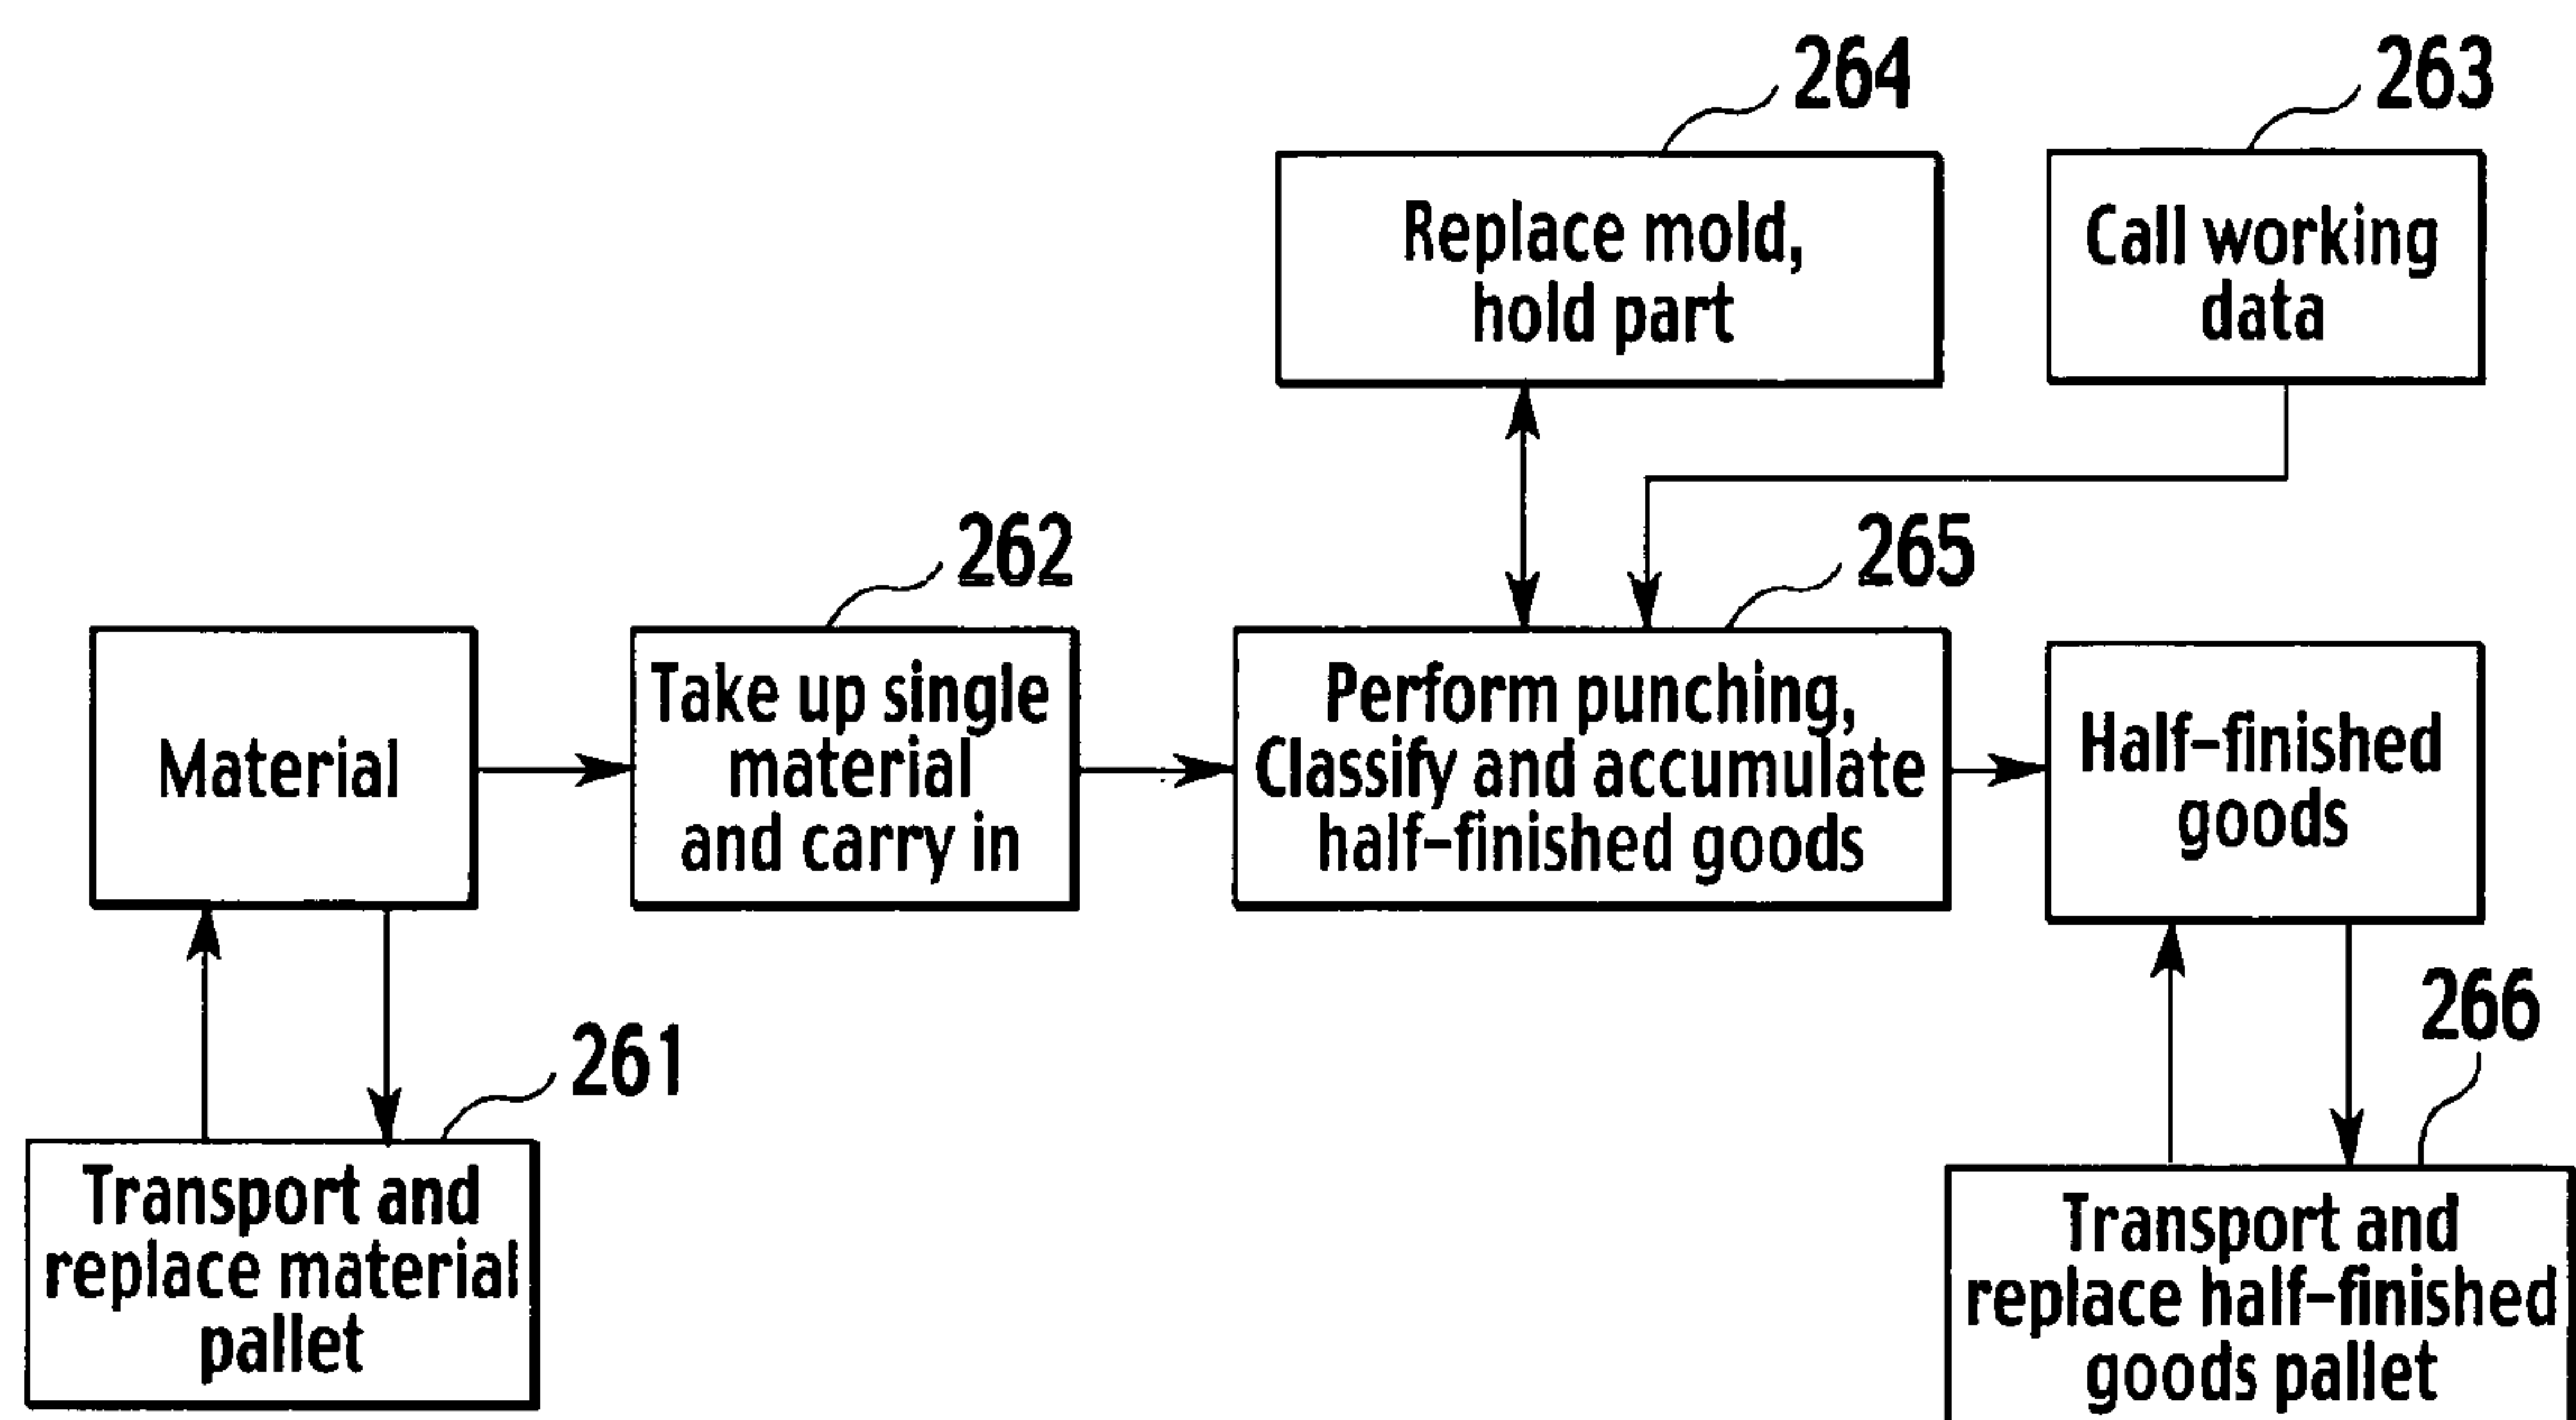 264
263
Replace mold,
hold part
Call working
data
262
265
Material
Take up single
material
and carry in
Perform punching,
Classify and accumulate
half-finished goods
Half-finished
goods
261
266
Transport and
replace material
pallet
Transport and
replace half-finished
goods pallet